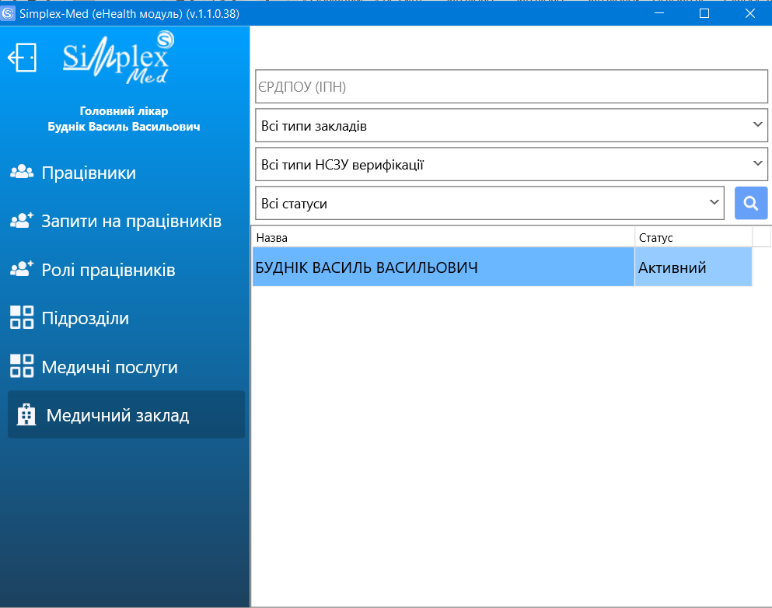 Simplex-Med (eHealth модуль) (v.1.1.0.38)
Simplex
Med
Головний лікар
Буднік Василь Васильович
Працівники
Запити на працівників
Ролі працівників
Підрозділи
Медичні послуги
Медичний заклад
ЄРДПОУ (ІПН)
Всі типи закладів
Всі типи НСЗУ верифікації
Всі статуси
Назва Статус
БУДНІК ВАСИЛЬ ВАСИЛЬОВИЧ Активний